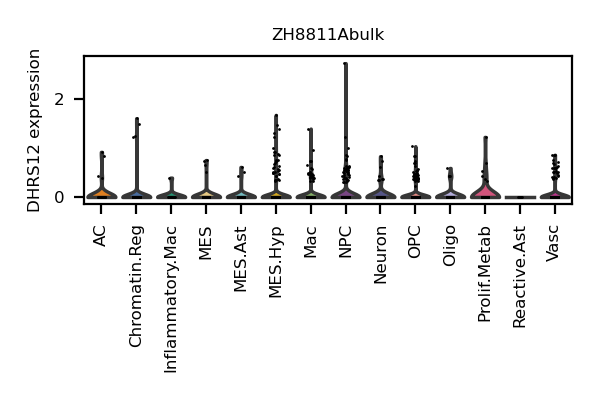 ZH8811Abulk
DHRS12 expression
2
0
AC
Chromatin.Reg
Inflammatory.Mac
MES
MES.Ast
MES.Hyp
Mac
NPC
Neuron
OPC
Oligo
Prolif.Metab
Reactive.Ast
Vasc